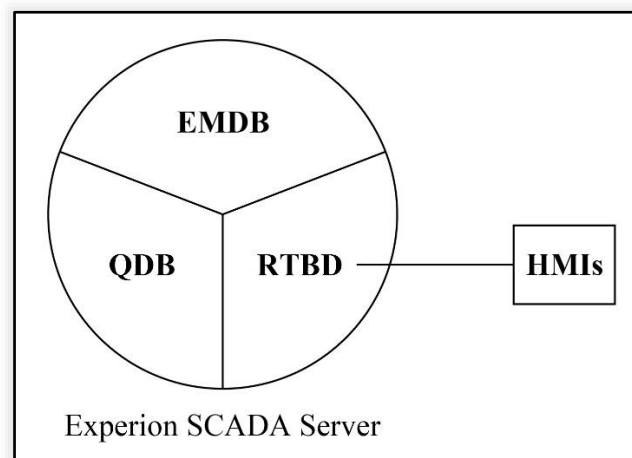 EMDB
QDB
RTBD
HMIs
Experion SCADA Server